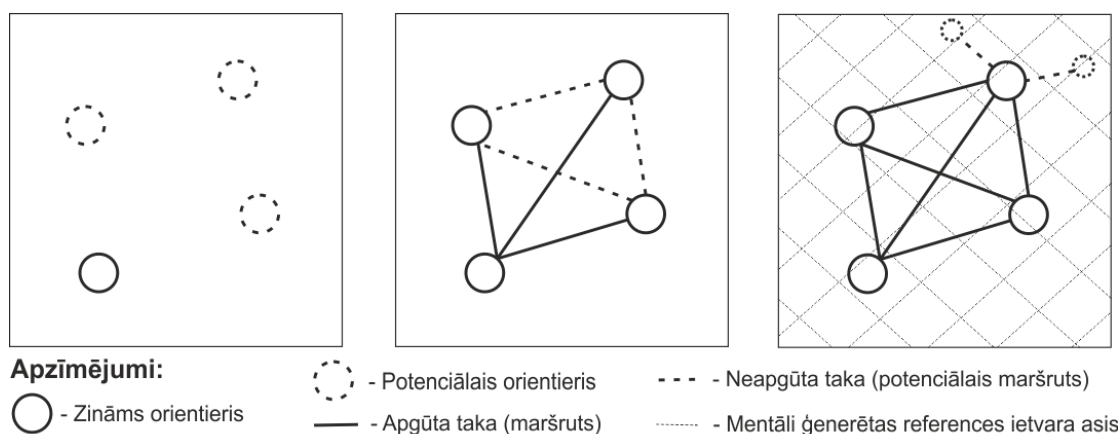 Apzīmējumi:
- Zināms orientieris
- Potenciālais orientieris
- Apgūta taka (maršruts)
- Neapgūta taka (potenciālais maršruts)
- Mentāli ģenerētas references ietvara asis